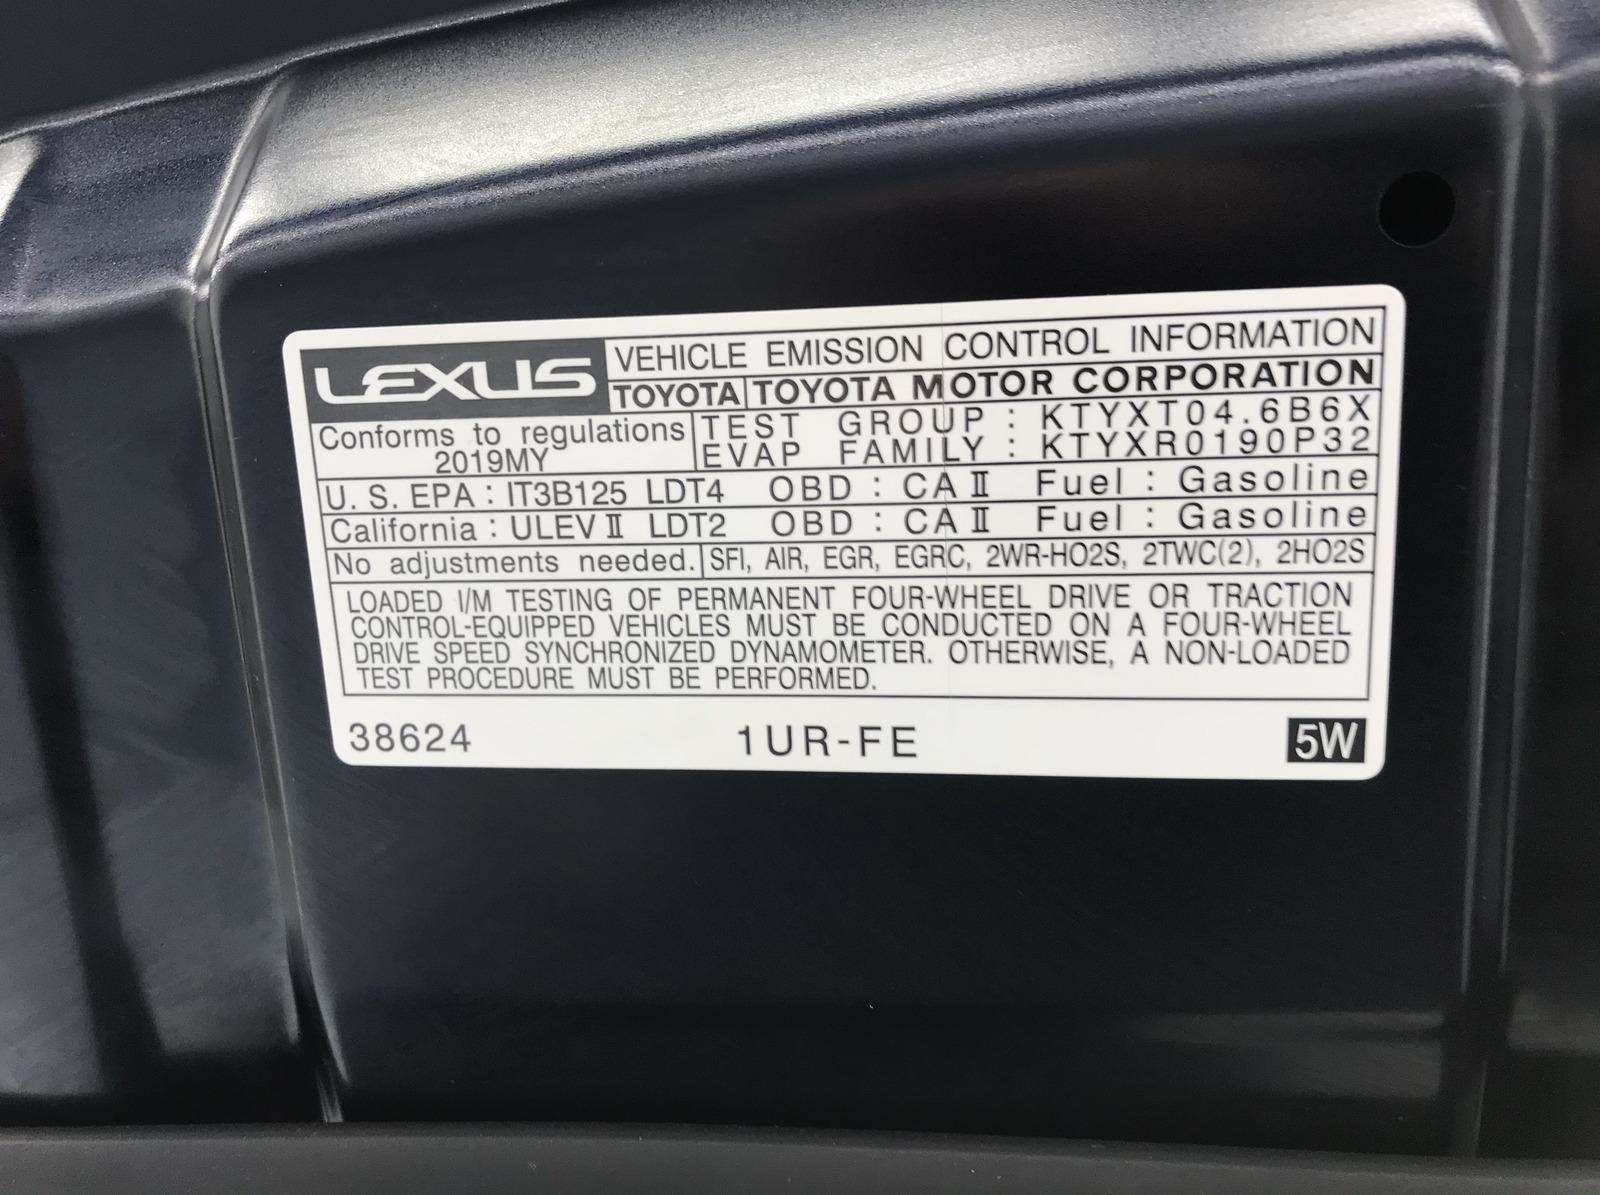 LEXUS
VEHICLE EMISSION CONTROL INFORMATION
TOYOTA TOYOTA MOTOR CORPORATION
Conforms to regulations
2019MY
TEST GROUP : KTYXT04.6B6X
EVAP FAMILY : KTYXR0190P32
U. S. EPA : IT3B125 LDT4 OBD : CA II Fuel : Gasoline
California : ULEV II LDT2 OBD : CA II Fuel : Gasoline
No adjustments needed. SFI, AIR, EGR, EGRC, 2WR-HO2S, 2TWC(2), 2HO2S
LOADED I/M TESTING OF PERMANENT FOUR-WHEEL DRIVE OR TRACTION
CONTROL-EQUIPPED VEHICLES MUST BE CONDUCTED ON A FOUR-WHEEL
DRIVE SPEED SYNCHRONIZED DYNAMOMETER. OTHERWISE, A NON-LOADED
TEST PROCEDURE MUST BE PERFORMED.
38624 1UR-FE 5W